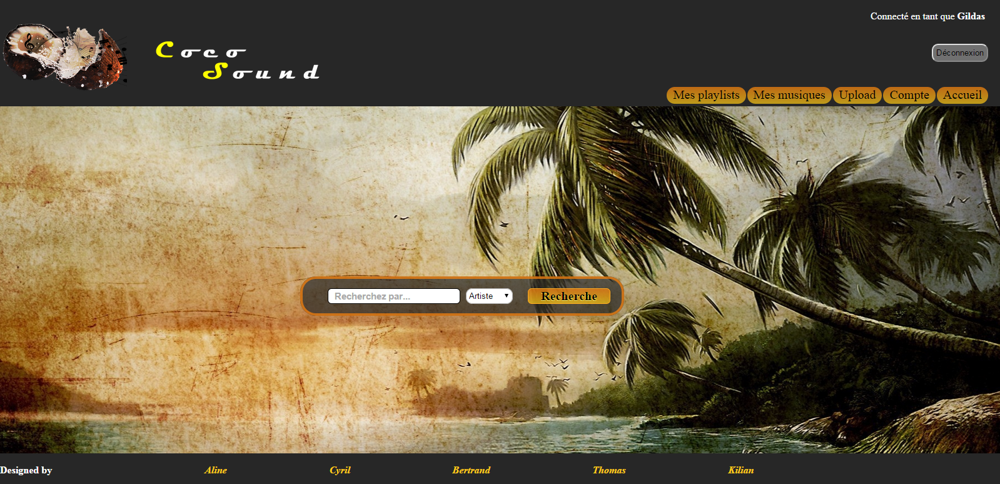 Connecté en tant que Gildas
Coco
Sound
Déconnexion
Mes playlists Mes musiques Upload Compte Accueil
Recherchez par... Artiste Recherche
Designed by Aline Cyril Bertrand Thomas Kilian